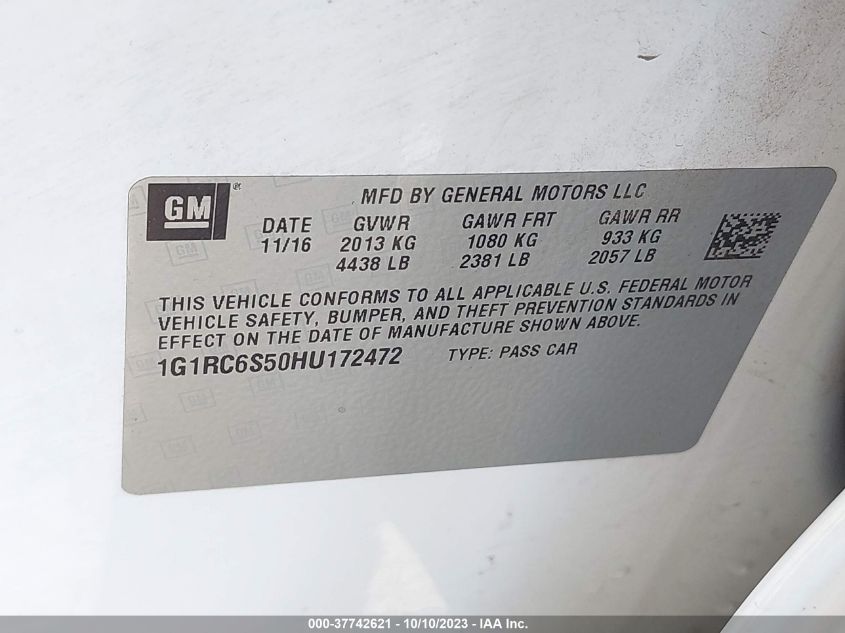 GM ®
MFD BY GENERAL MOTORS LLC
DATE GVWR GAWR FRT GAWR RR
11/16 2013 KG 1080 KG 933 KG
4438 LB 2381 LB 2057 LB
THIS VEHICLE CONFORMS TO ALL APPLICABLE U.S. FEDERAL MOTOR
VEHICLE SAFETY, BUMPER, AND THEFT PREVENTION STANDARDS IN
EFFECT ON THE DATE OF MANUFACTURE SHOWN ABOVE.
1G1RC6S50HU172472 TYPE: PASS CAR
000-37742621 - 10/10/2023 - IAA Inc.